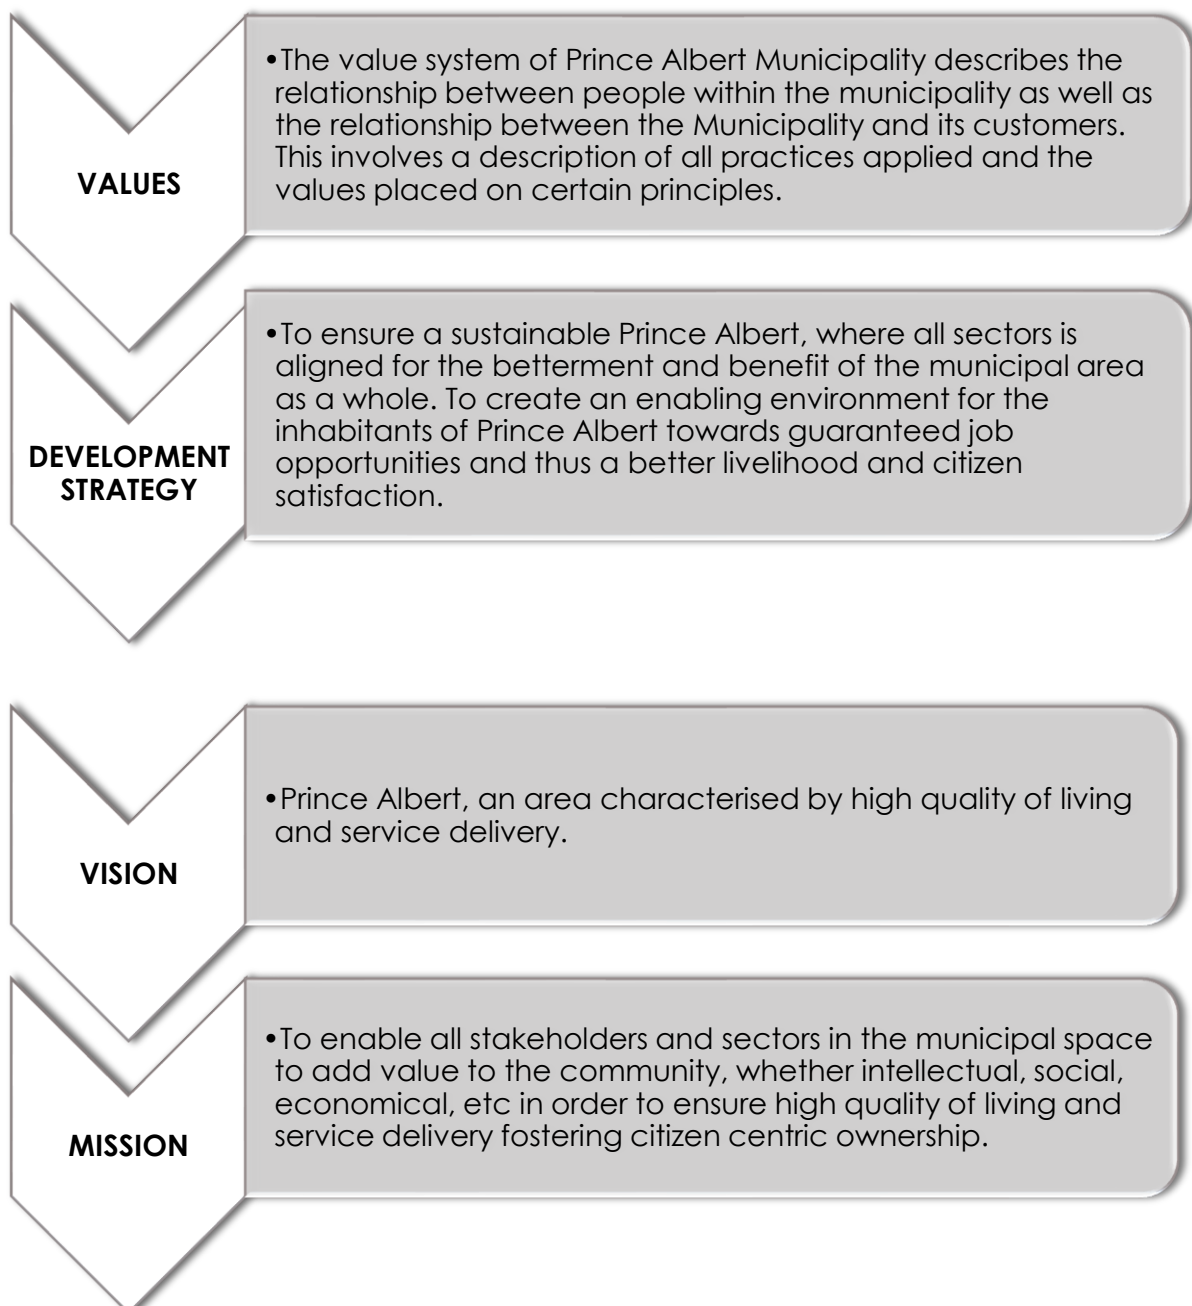 VALUES
•The value system of Prince Albert Municipality describes the
relationship between people within the municipality as well as
the relationship between the Municipality and its customers.
This involves a description of all practices applied and the
values placed on certain principles.
DEVELOPMENT
STRATEGY
•To ensure a sustainable Prince Albert, where all sectors is
aligned for the betterment and benefit of the municipal area
as a whole. To create an enabling environment for the
inhabitants of Prince Albert towards guaranteed job
opportunities and thus a better livelihood and citizen
satisfaction.
VISION
•Prince Albert, an area characterised by high quality of living
and service delivery.
MISSION
•To enable all stakeholders and sectors in the municipal space
to add value to the community, whether intellectual, social,
economical, etc in order to ensure high quality of living and
service delivery fostering citizen centric ownership.